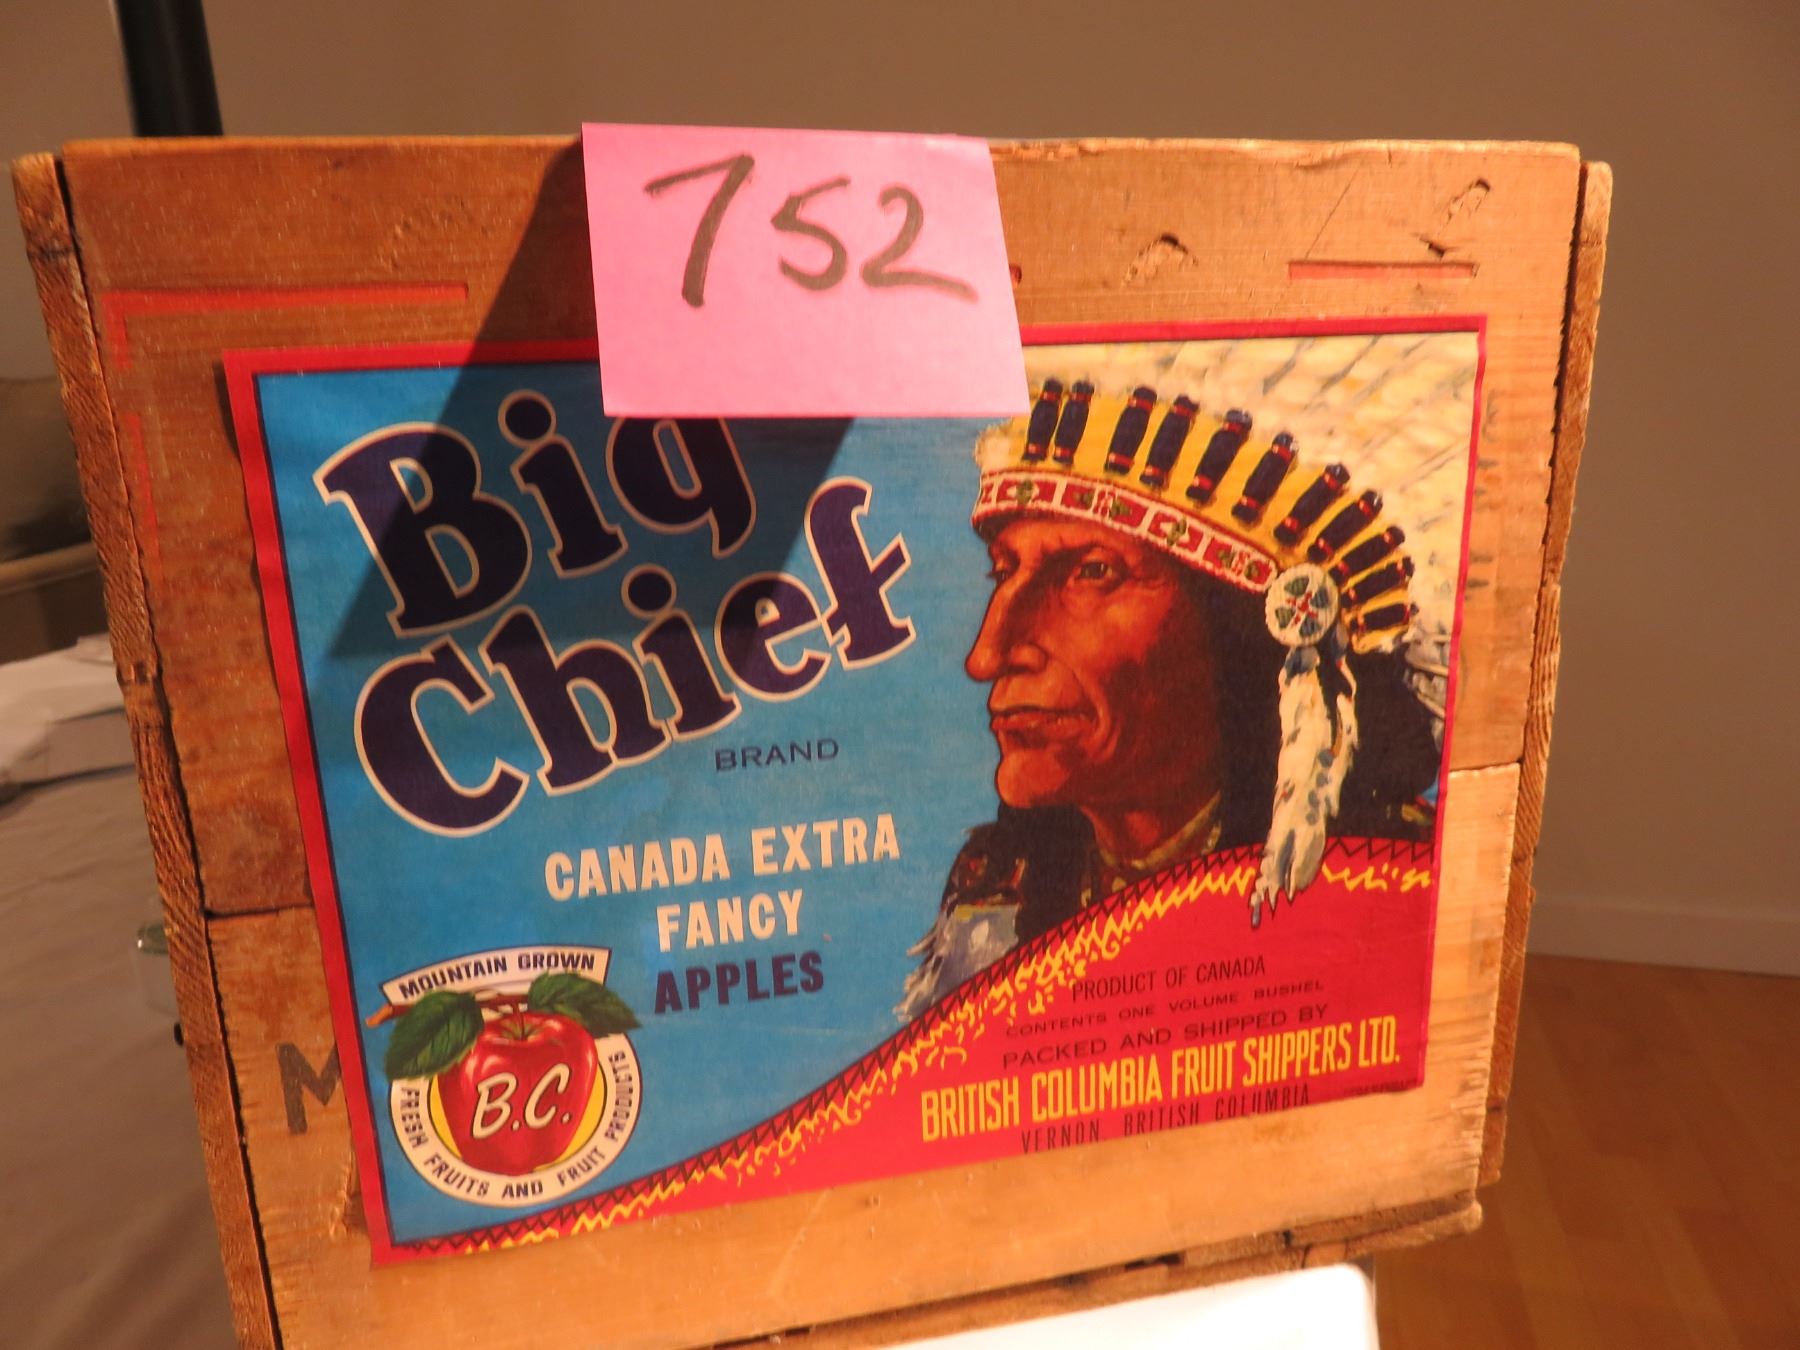 752
Big
Chief
BRAND
CANADA EXTRA
FANCY
APPLES
MOUNTAIN GROWN
B.C.
FRESH FRUITS AND FRUIT PRODUCTS
PRODUCT OF CANADA
CONTENTS ONE VOLUME BUSHEL
PACKED AND SHIPPED BY
BRITISH COLUMBIA FRUIT SHIPPERS LTD.
VERNON, BRITISH COLUMBIA
M